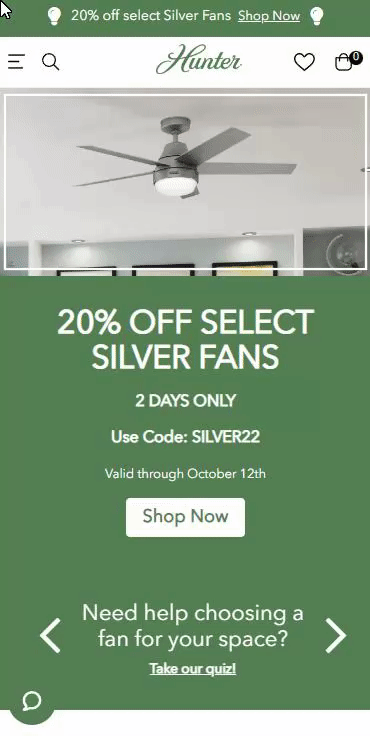 20% off select Silver Fans Shop Now
Hunter
0
20% OFF SELECT
SILVER FANS
2 DAYS ONLY
Use Code: SILVER22
Valid through October 12th
Shop Now
Need help choosing a
fan for your space?
Take our quiz!